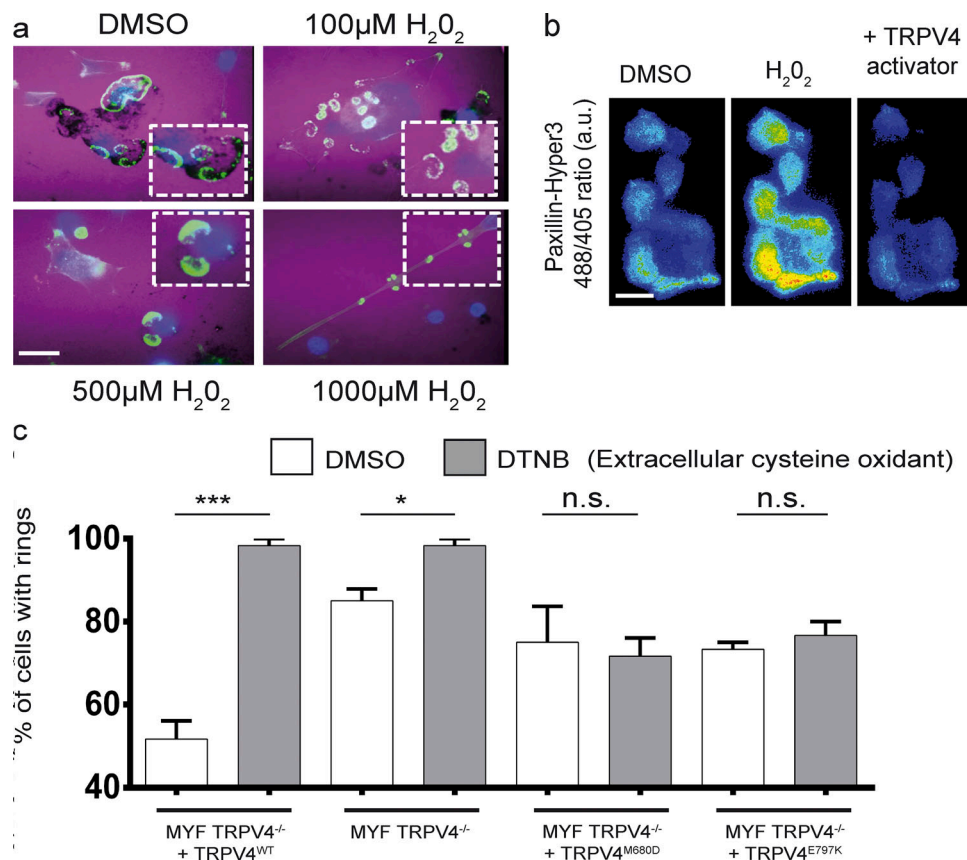 a
DMSO
100µM H₂0₂
500µM H₂0₂
1000µM H₂0₂
b
DMSO
H₂0₂
+ TRPV4
activator
Paxillin-Hyper3
488/405 ratio (a.u.)
c
DMSO
DTNB (Extracellular cysteine oxidant)
***
*
n.s.
n.s.
% of cells with rings
100
80
60
40
MYF TRPV4⁻/⁻
+ TRPV4ᵂᵀ
MYF TRPV4⁻/⁻
MYF TRPV4⁻/⁻
+ TRPV4ᴹ⁶⁸⁰ᴰ
MYF TRPV4⁻/⁻
+ TRPV4ᴱ⁷⁹⁷ᴷ